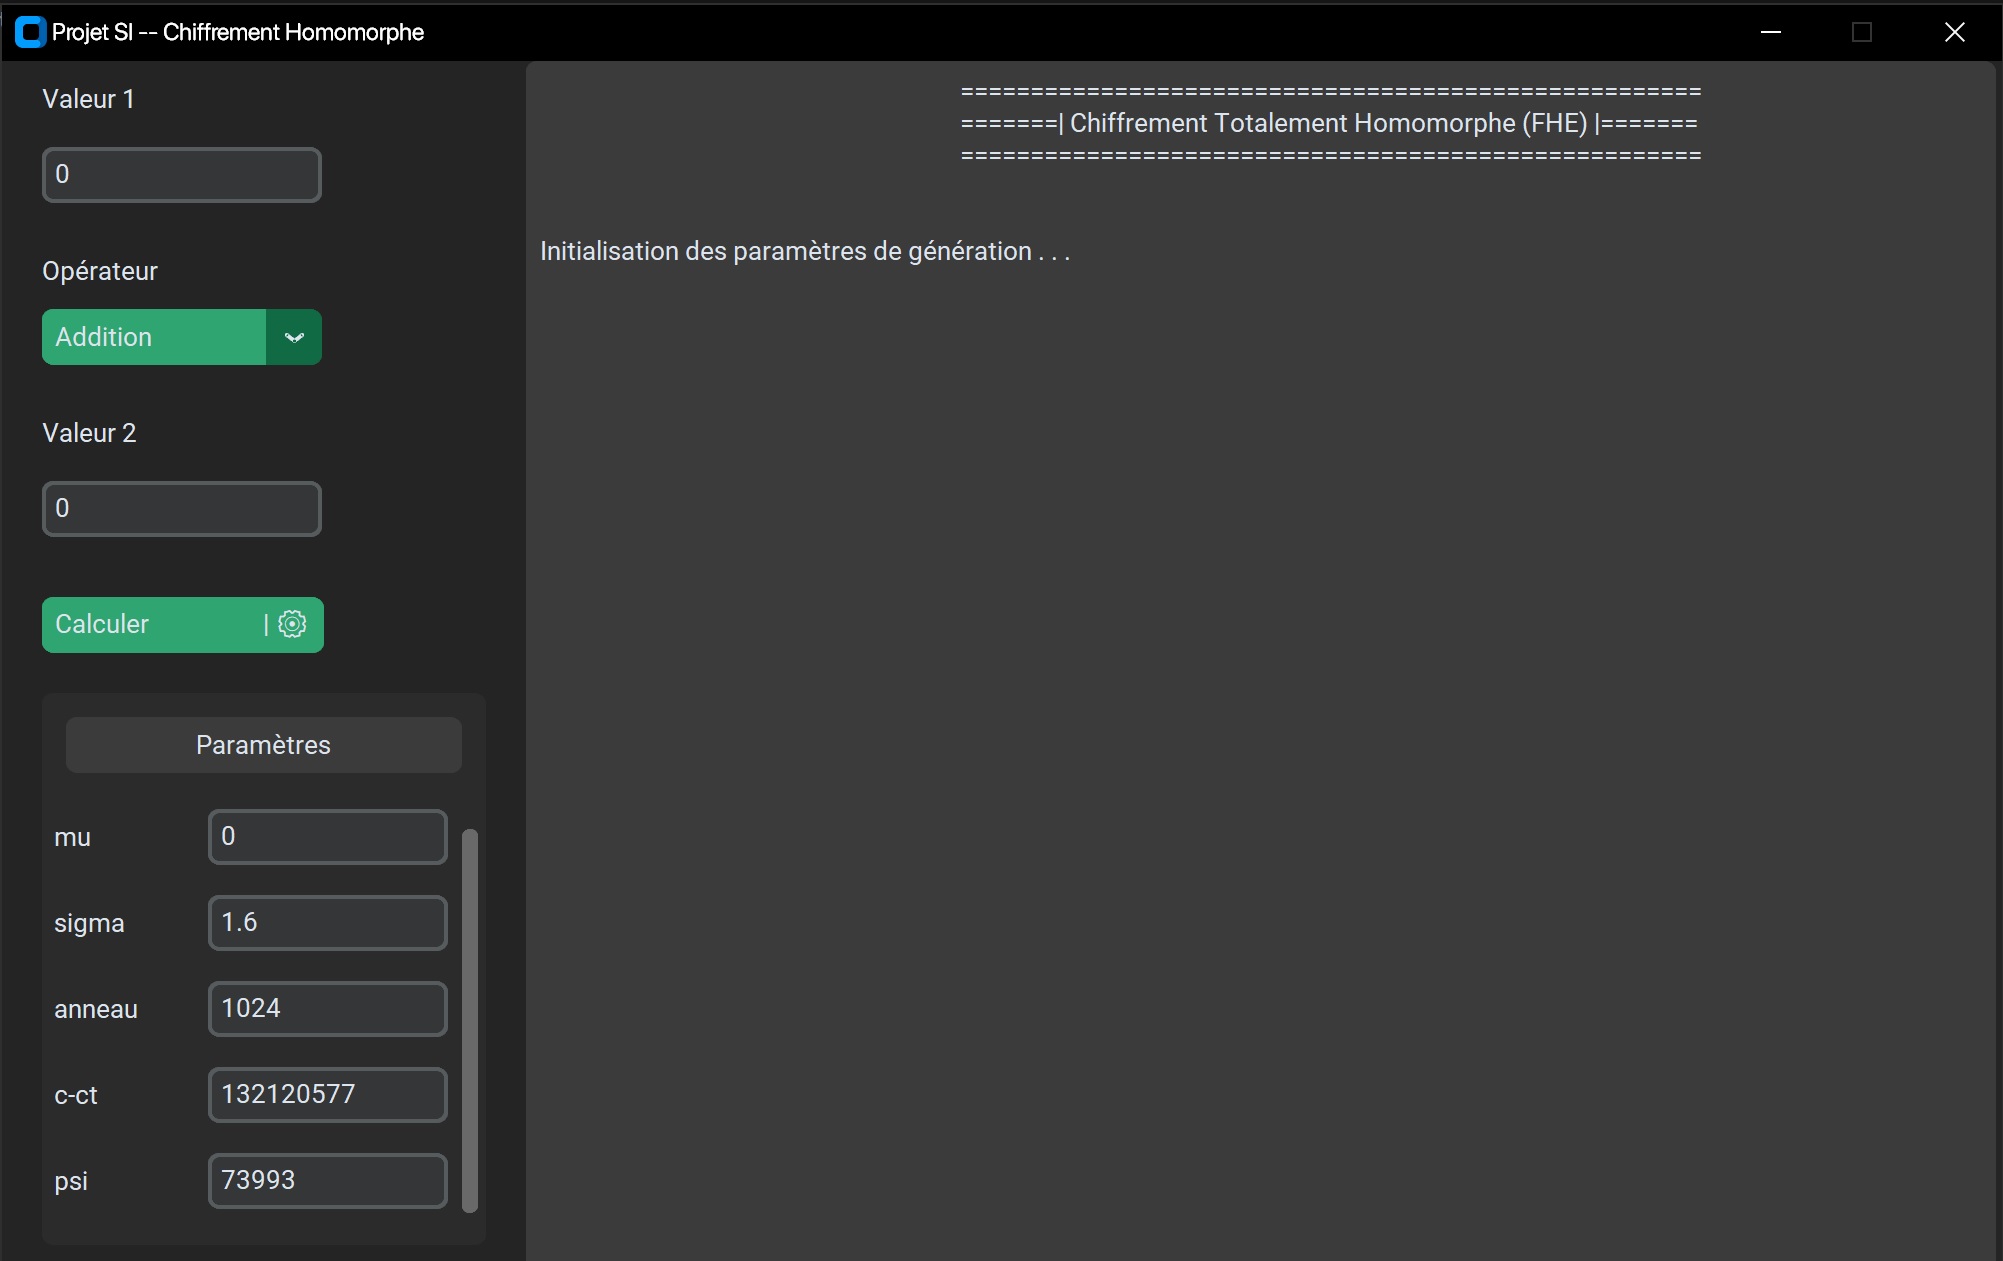 Projet SI -- Chiffrement Homomorphe
Valeur 1
0
Opérateur
Addition
Valeur 2
0
Calculer |
Paramètres
mu 0
sigma 1.6
anneau 1024
c-ct 132120577
psi 73993
=====================================================
=======| Chiffrement Totalement Homomorphe (FHE) |=======
=====================================================
Initialisation des paramètres de génération . . .